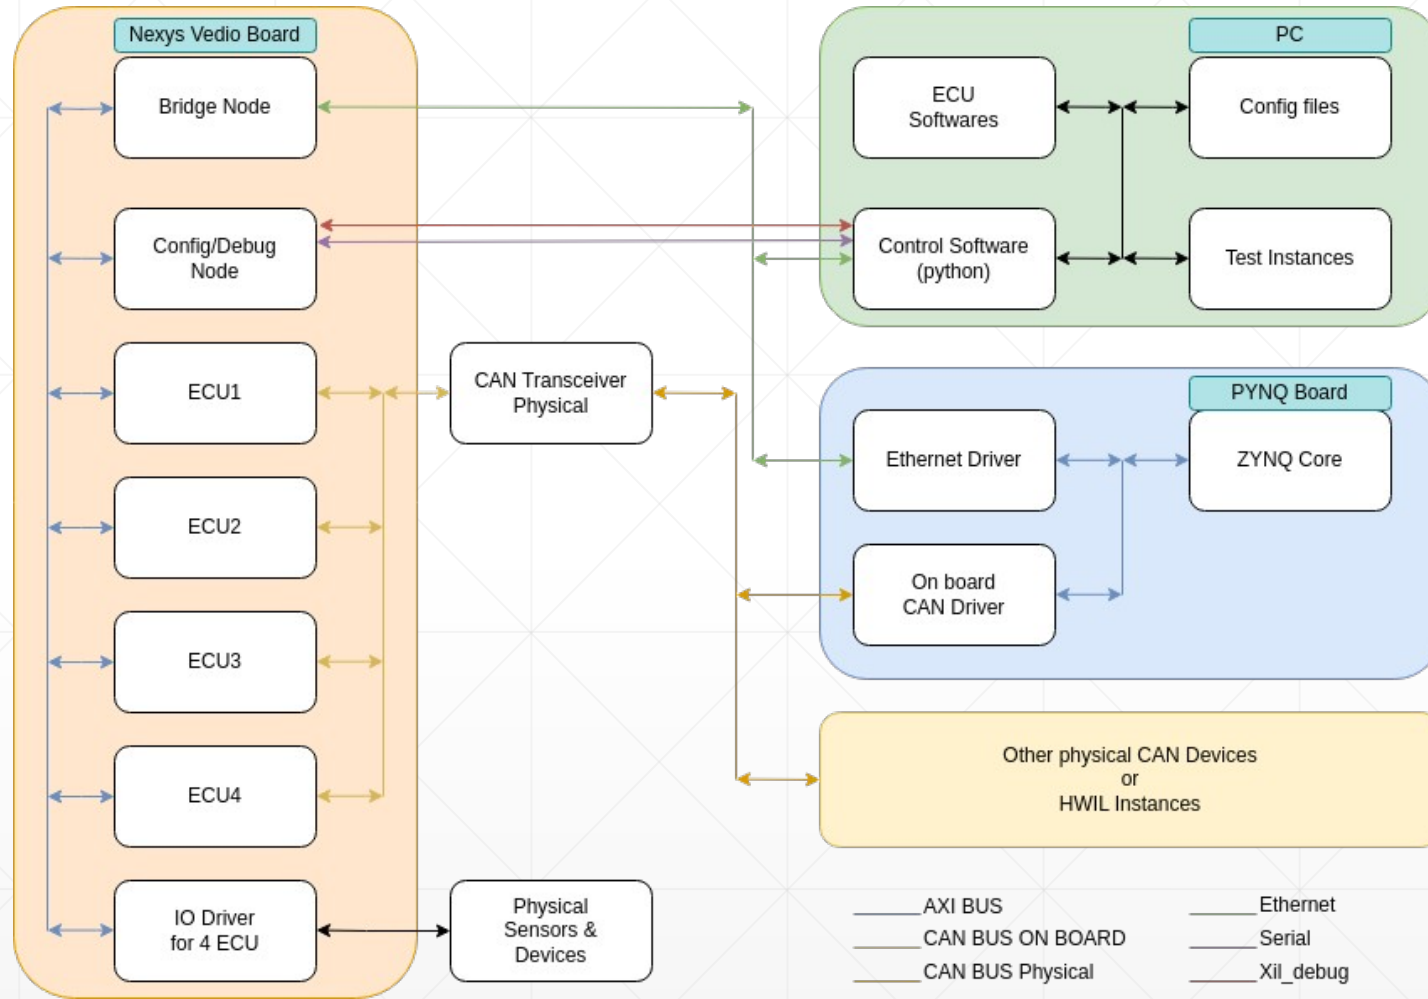 Nexys Vedio Board
Bridge Node
Config/Debug
Node
ECU1
ECU2
ECU3
ECU4
IO Driver
for 4 ECU
CAN Transceiver
Physical
Physical
Sensors &
Devices
PC
ECU
Softwares
Config files
Control Software
(python)
Test Instances
PYNQ Board
Ethernet Driver
ZYNQ Core
On board
CAN Driver
Other physical CAN Devices
or
HWIL Instances
AXI BUS
CAN BUS ON BOARD
CAN BUS Physical
Ethernet
Serial
Xil_debug